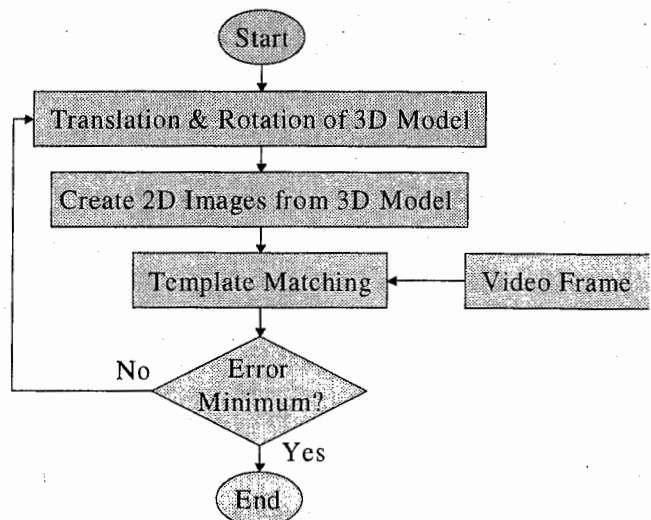 Start
Translation & Rotation of 3D Model
Create 2D Images from 3D Model
Template Matching
Video Frame
No
Error
Minimum?
Yes
End